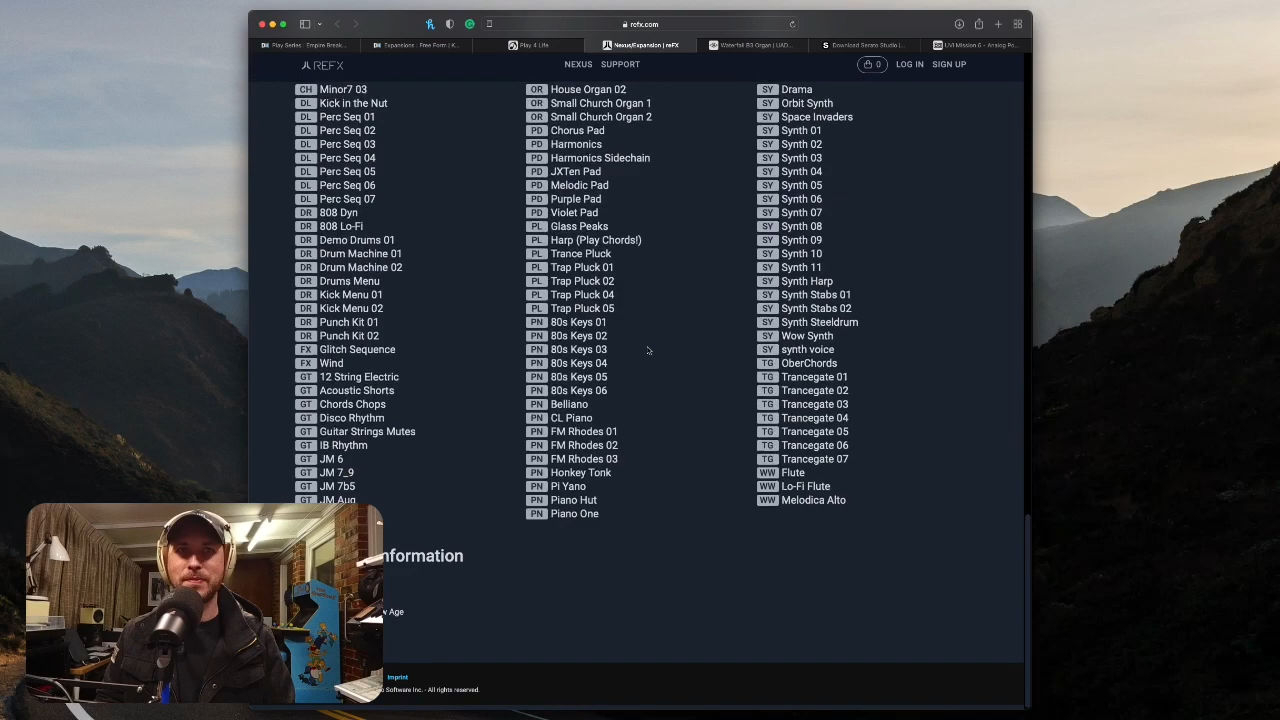 refx.com
Play Series : Empire Break...
Expansions : Free Form | K...
Play 4 Life
Nexus/Expansion | reFX
Waterfall B3 Organ | UAD...
Download Serato Studio |...
UVI Mission 6 - Analog Po...
REFX
NEXUS SUPPORT
0 LOG IN SIGN UP
CH Minor7 03
DL Kick in the Nut
DL Perc Seq 01
DL Perc Seq 02
DL Perc Seq 03
DL Perc Seq 04
DL Perc Seq 05
DL Perc Seq 06
DL Perc Seq 07
DR 808 Dyn
DR 808 Lo-Fi
DR Demo Drums 01
DR Drum Machine 01
DR Drum Machine 02
DR Drums Menu
DR Kick Menu 01
DR Kick Menu 02
DR Punch Kit 01
DR Punch Kit 02
FX Glitch Sequence
FX Wind
GT 12 String Electric
GT Acoustic Shorts
GT Chords Chops
GT Disco Rhythm
GT Guitar Strings Mutes
GT IB Rhythm
GT JM 6
GT JM 7_9
GT JM 7b5
GT JM Aug
OR House Organ 02
OR Small Church Organ 1
OR Small Church Organ 2
PD Chorus Pad
PD Harmonics
PD Harmonics Sidechain
PD JXTen Pad
PD Melodic Pad
PD Purple Pad
PD Violet Pad
PL Glass Peaks
PL Harp (Play Chords!)
PL Trance Pluck
PL Trap Pluck 01
PL Trap Pluck 02
PL Trap Pluck 04
PL Trap Pluck 05
PN 80s Keys 01
PN 80s Keys 02
PN 80s Keys 03
PN 80s Keys 04
PN 80s Keys 05
PN 80s Keys 06
PN Belliano
PN CL Piano
PN FM Rhodes 01
PN FM Rhodes 02
PN FM Rhodes 03
PN Honkey Tonk
PN Pi Yano
PN Piano Hut
PN Piano One
SY Drama
SY Orbit Synth
SY Space Invaders
SY Synth 01
SY Synth 02
SY Synth 03
SY Synth 04
SY Synth 05
SY Synth 06
SY Synth 07
SY Synth 08
SY Synth 09
SY Synth 10
SY Synth 11
SY Synth Harp
SY Synth Stabs 01
SY Synth Stabs 02
SY Synth Steeldrum
SY Wow Synth
SY synth voice
TG OberChords
TG Trancegate 01
TG Trancegate 02
TG Trancegate 03
TG Trancegate 04
TG Trancegate 05
TG Trancegate 06
TG Trancegate 07
WW Flute
WW Lo-Fi Flute
WW Melodica Alto
nformation
w Age
Imprint
Software Inc. - All rights reserved.